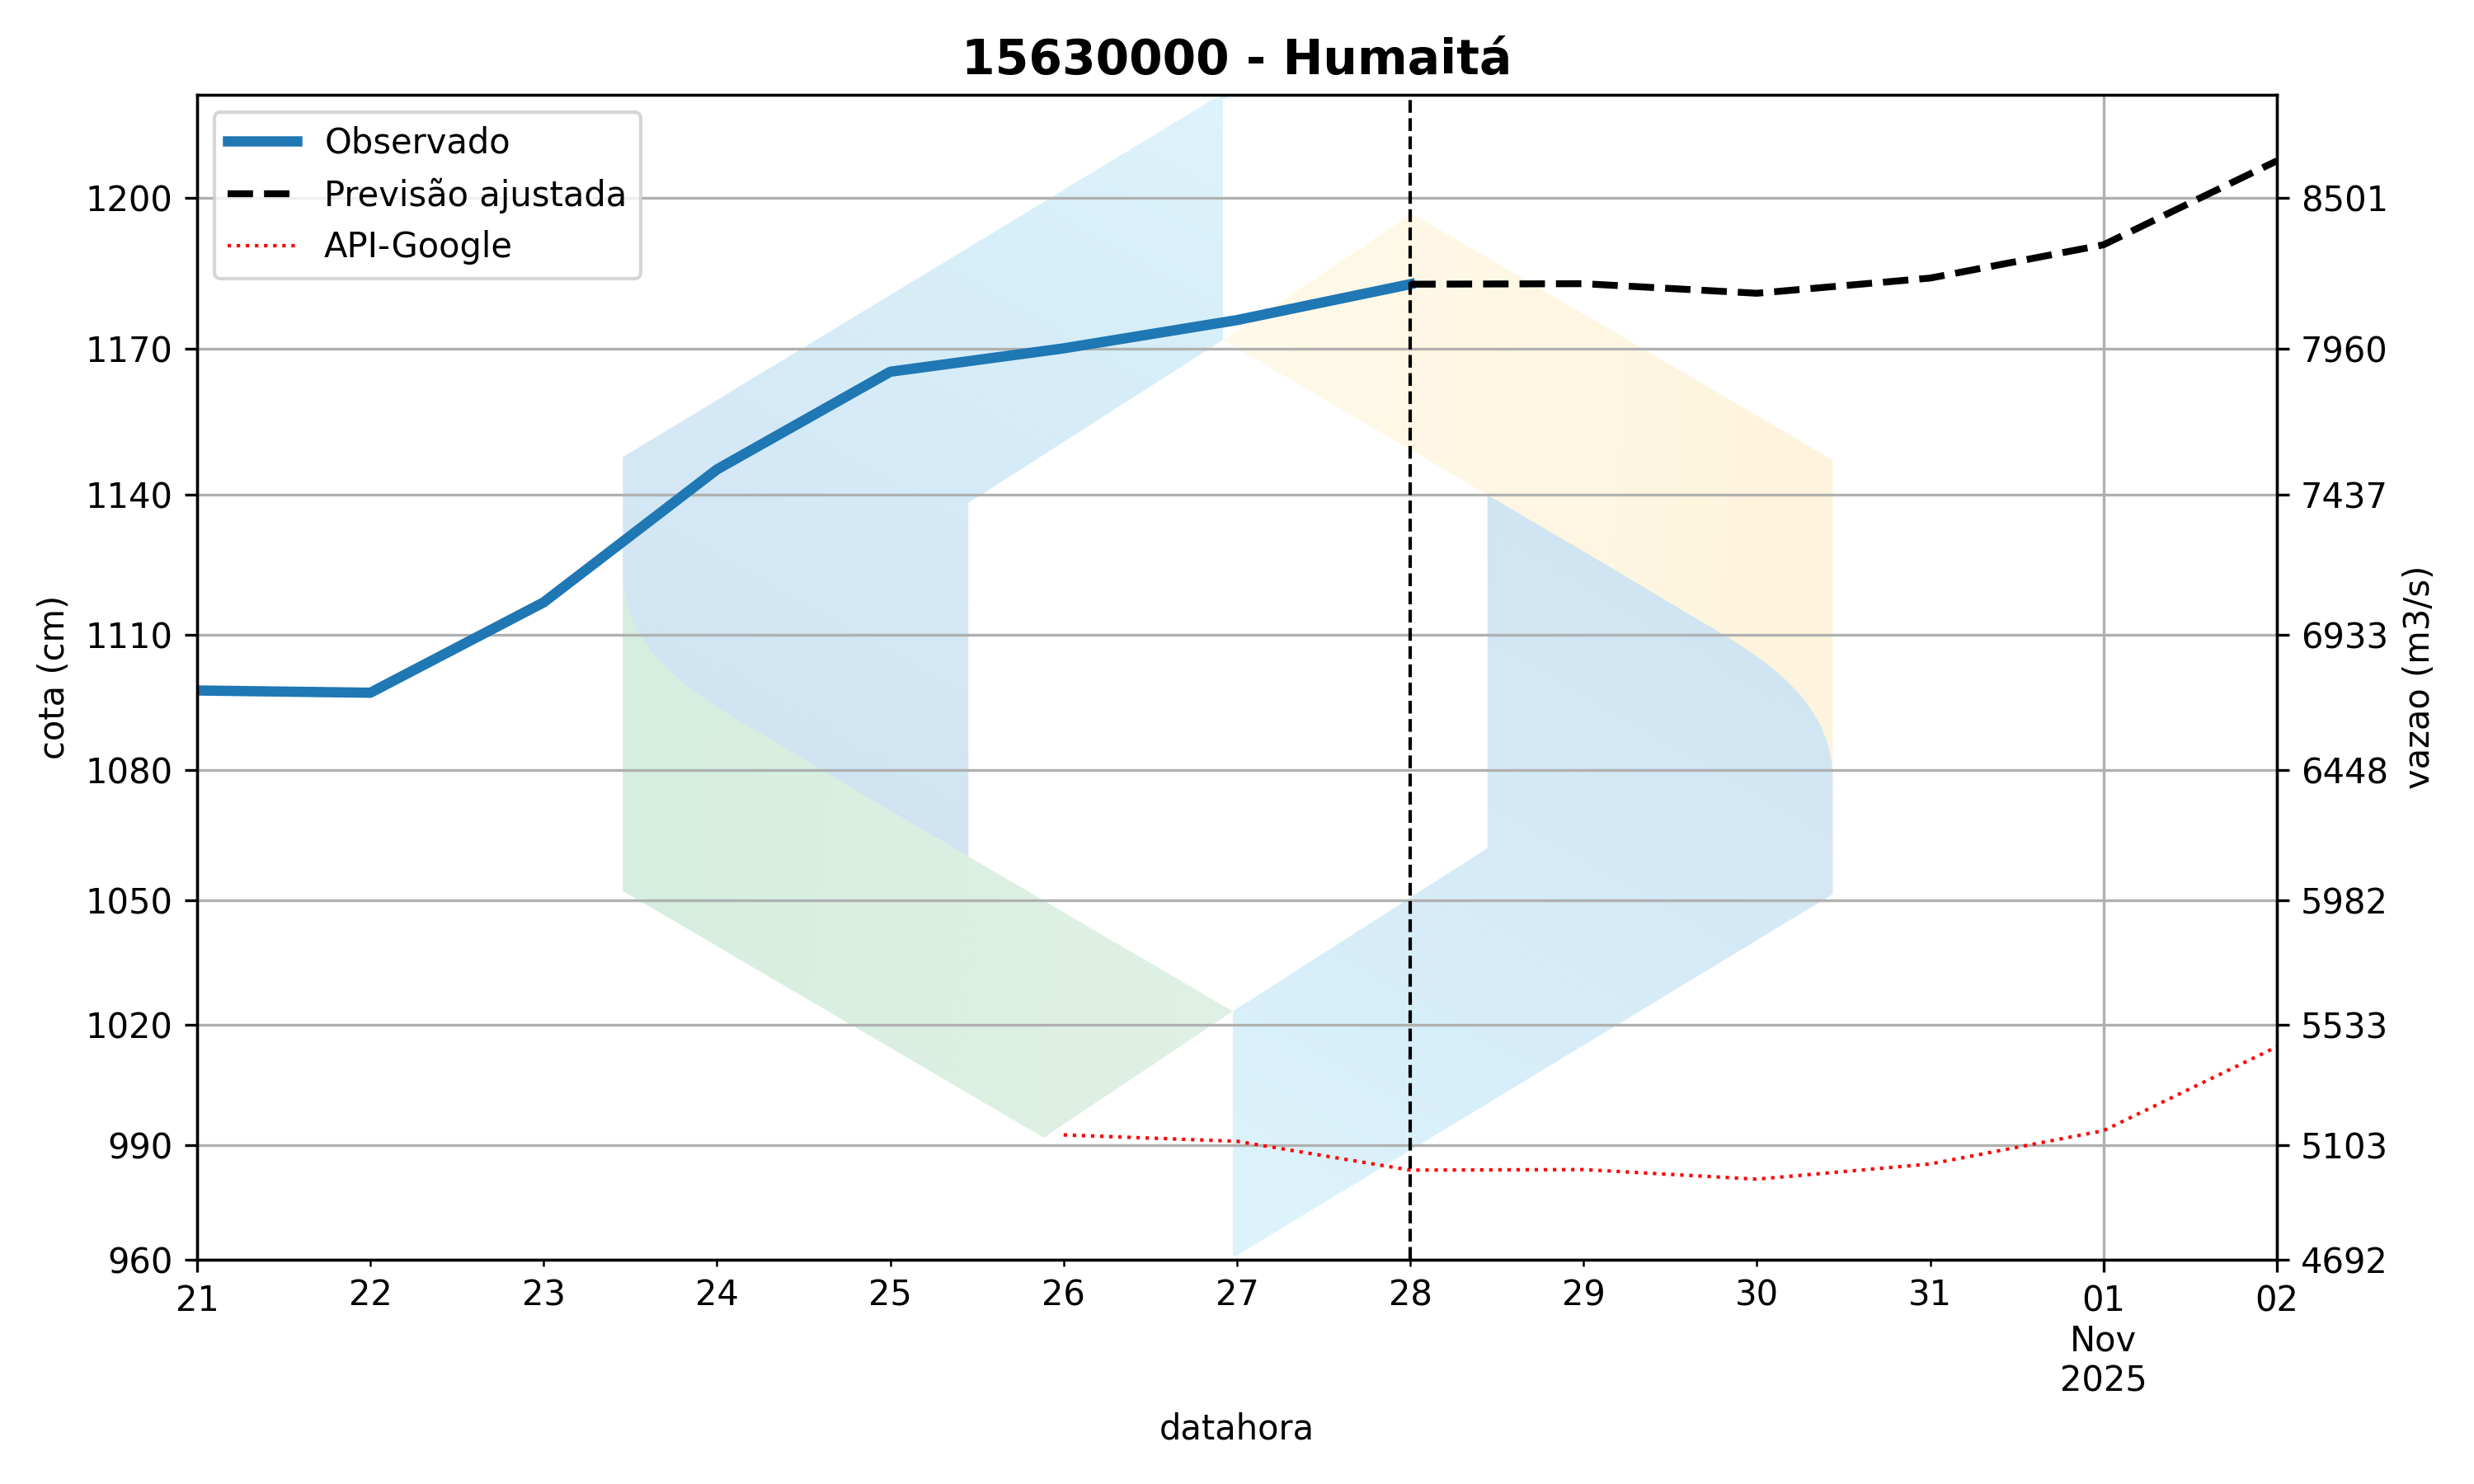 15630000 - Humaitá
Observado
Previsão ajustada
API-Google
1200
1170
1140
1110
1080
1050
1020
990
960
cota (cm)
8501
7960
7437
6933
6448
5982
5533
5103
4692
vazao (m3/s)
21 22 23 24 25 26 27 28 29 30 31 01 02
Nov
2025
datahora